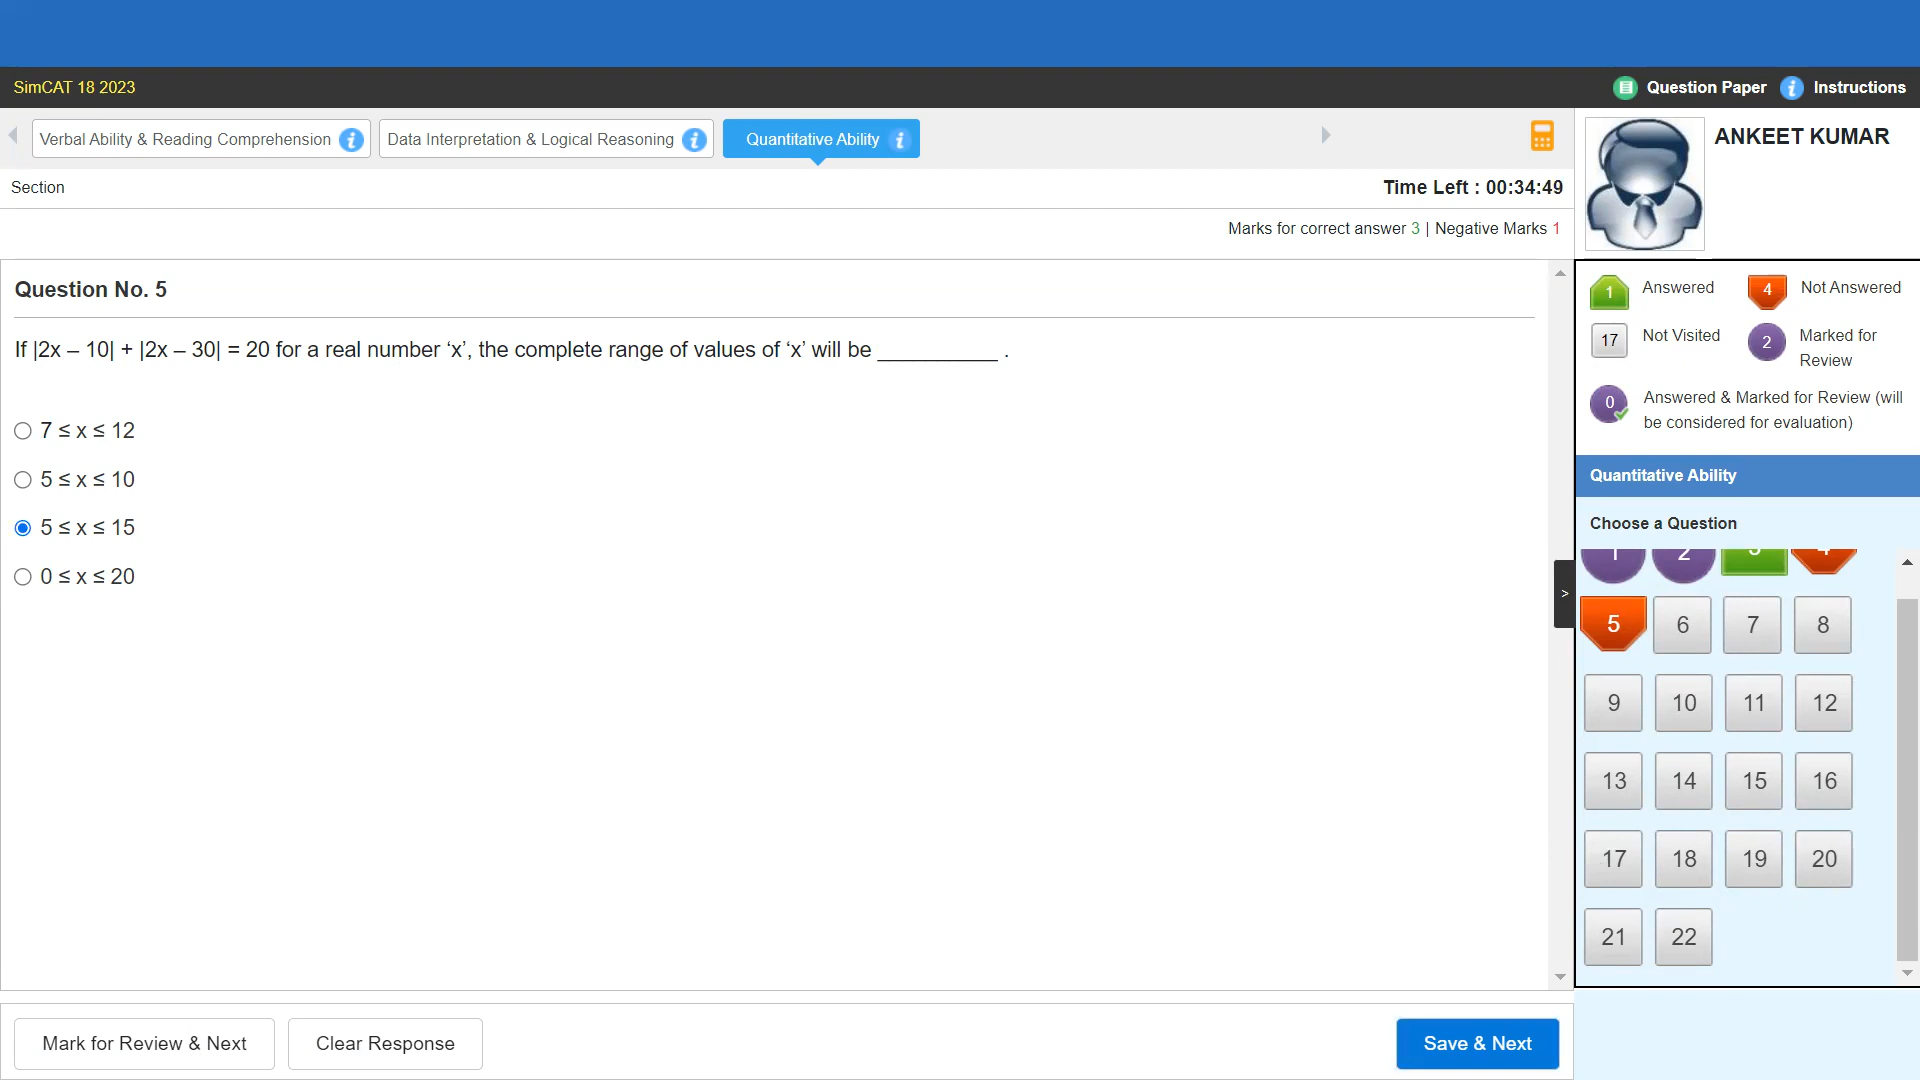 SimCAT 18 2023
Question Paper
Instructions
Verbal Ability & Reading Comprehension
Data Interpretation & Logical Reasoning
Quantitative Ability
ANKEET KUMAR
Section
Time Left : 00:34:49
Marks for correct answer 3 | Negative Marks 1
Question No. 5
If |2x – 10| + |2x – 30| = 20 for a real number ‘x’, the complete range of values of ‘x’ will be __________ .
7 ≤ x ≤ 12
5 ≤ x ≤ 10
5 ≤ x ≤ 15
0 ≤ x ≤ 20
1 Answered
4 Not Answered
17 Not Visited
2 Marked for Review
0 Answered & Marked for Review (will be considered for evaluation)
Quantitative Ability
Choose a Question
1 2 3 4
5 6 7 8
9 10 11 12
13 14 15 16
17 18 19 20
21 22
>
Mark for Review & Next
Clear Response
Save & Next